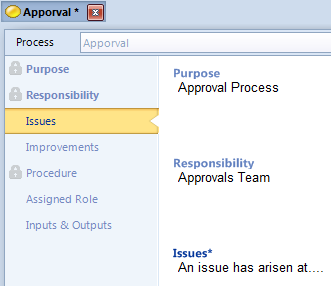 Apporval *
Process
Apporval
Purpose
Responsibility
Issues
Improvements
Procedure
Assigned Role
Inputs & Outputs
Purpose
Approval Process
Responsibility
Approvals Team
Issues*
An issue has arisen at....